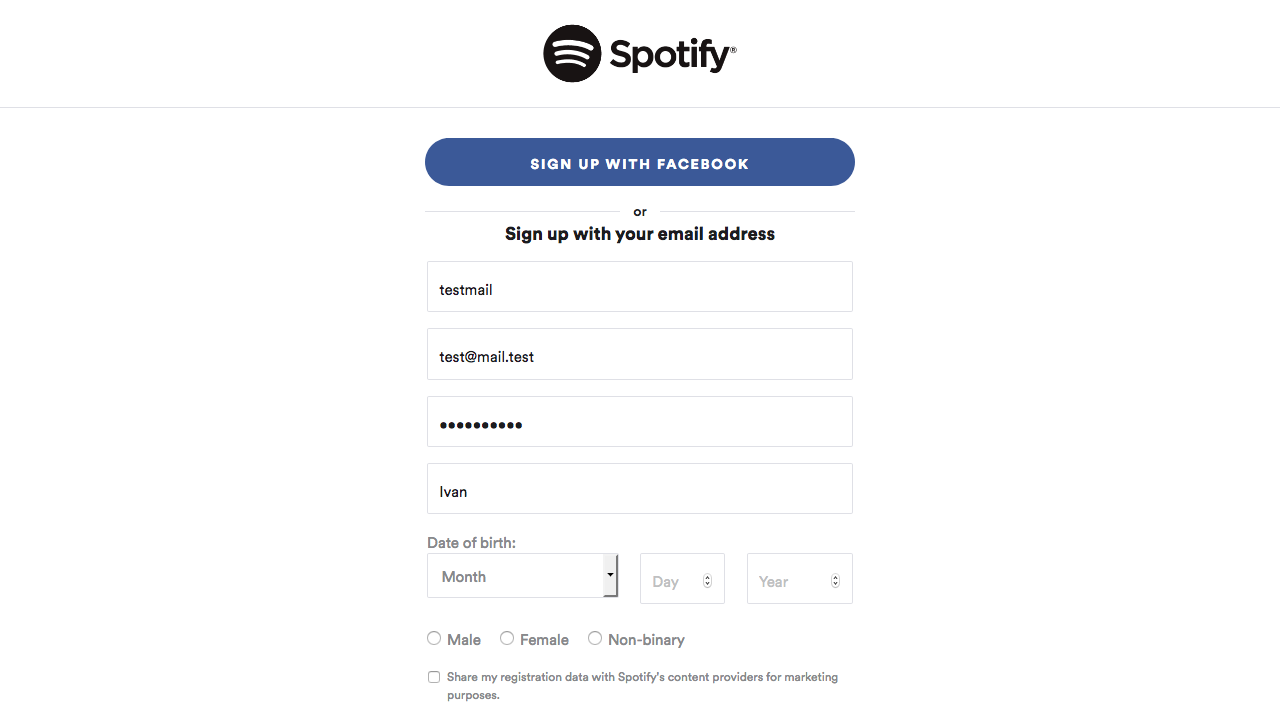 Spotify®
SIGN UP WITH FACEBOOK
or
Sign up with your email address
testmail
test@mail.test
••••••••••
Ivan
Date of birth:
Month Day Year
Male Female Non-binary
Share my registration data with Spotify's content providers for marketing
purposes.